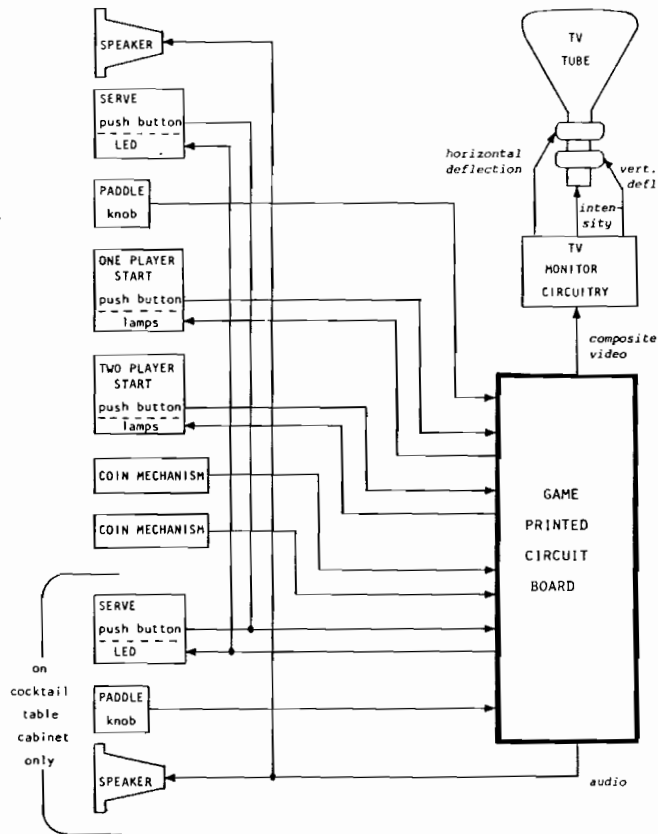 SPEAKER
SERVE
push button
LED
PADDLE
knob
ONE PLAYER
START
push button
lamps
TWO PLAYER
START
push button
lamps
COIN MECHANISM
COIN MECHANISM
SERVE
push button
LED
PADDLE
knob
SPEAKER
on
cocktail
table
cabinet
only
TV
TUBE
horizontal
deflection
vert.
defl
inten-
sity
TV
MONITOR
CIRCUITRY
composite
video
GAME
PRINTED
CIRCUIT
BOARD
audio